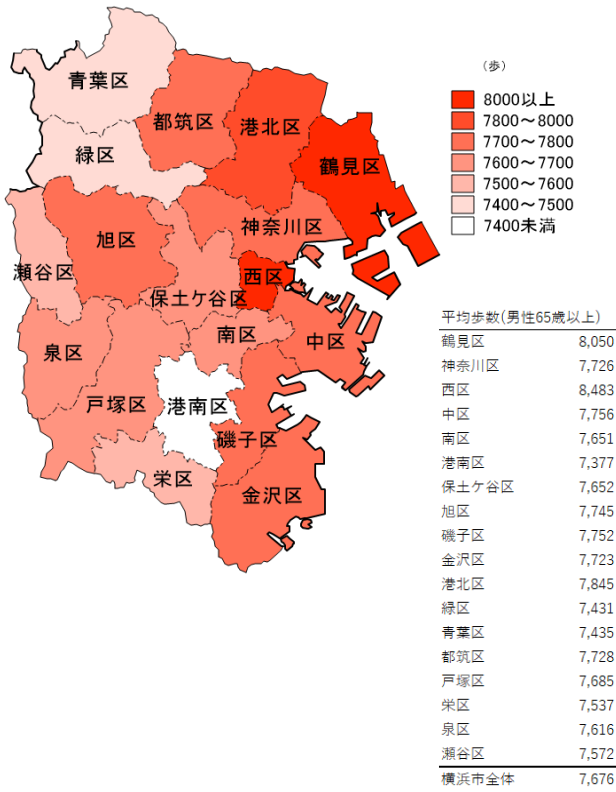 (歩)
8000以上
7800～8000
7700～7800
7600～7700
7500～7600
7400～7500
7400未満
青葉区
都筑区
港北区
緑区
鶴見区
旭区
神奈川区
瀬谷区
西区
保土ケ谷区
南区
中区
泉区
戸塚区
港南区
磯子区
栄区
金沢区
平均歩数(男性65歳以上)
鶴見区 8,050
神奈川区 7,726
西区 8,483
中区 7,756
南区 7,651
港南区 7,377
保土ケ谷区 7,652
旭区 7,745
磯子区 7,752
金沢区 7,723
港北区 7,845
緑区 7,431
青葉区 7,435
都筑区 7,728
戸塚区 7,685
栄区 7,537
泉区 7,616
瀬谷区 7,572
横浜市全体 7,676